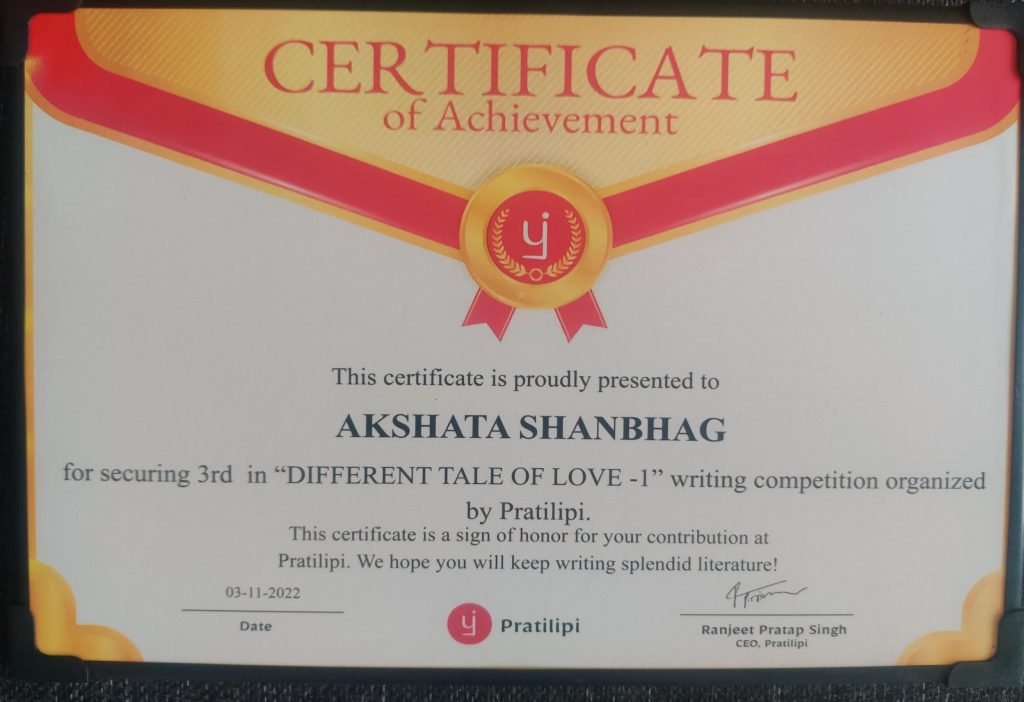 CERTIFICATE
of Achievement
This certificate is proudly presented to
AKSHATA SHANBHAG
for securing 3rd in “DIFFERENT TALE OF LOVE -1” writing competition organized
by Pratilipi.
This certificate is a sign of honor for your contribution at
Pratilipi. We hope you will keep writing splendid literature!
03-11-2022
Date
Pratilipi
Ranjeet Pratap Singh
CEO, Pratilipi